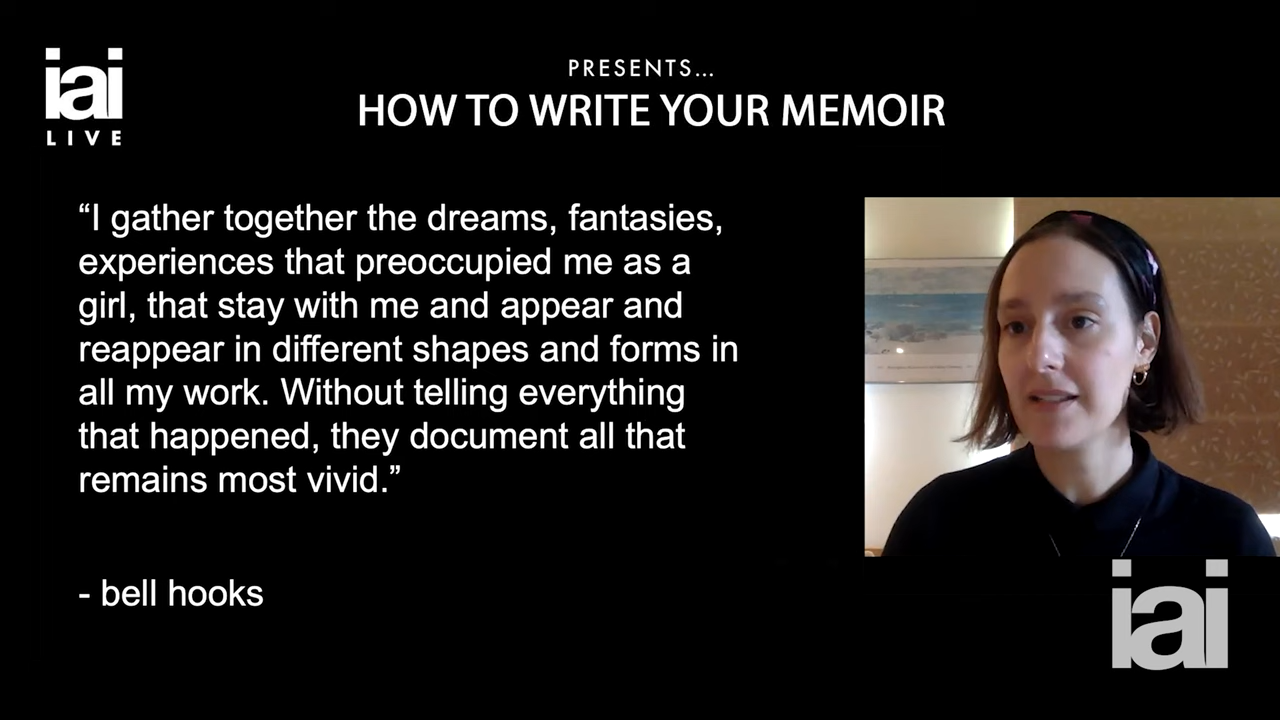 iai
LIVE
PRESENTS...
HOW TO WRITE YOUR MEMOIR
“I gather together the dreams, fantasies,
experiences that preoccupied me as a
girl, that stay with me and appear and
reappear in different shapes and forms in
all my work. Without telling everything
that happened, they document all that
remains most vivid.”
- bell hooks
iai